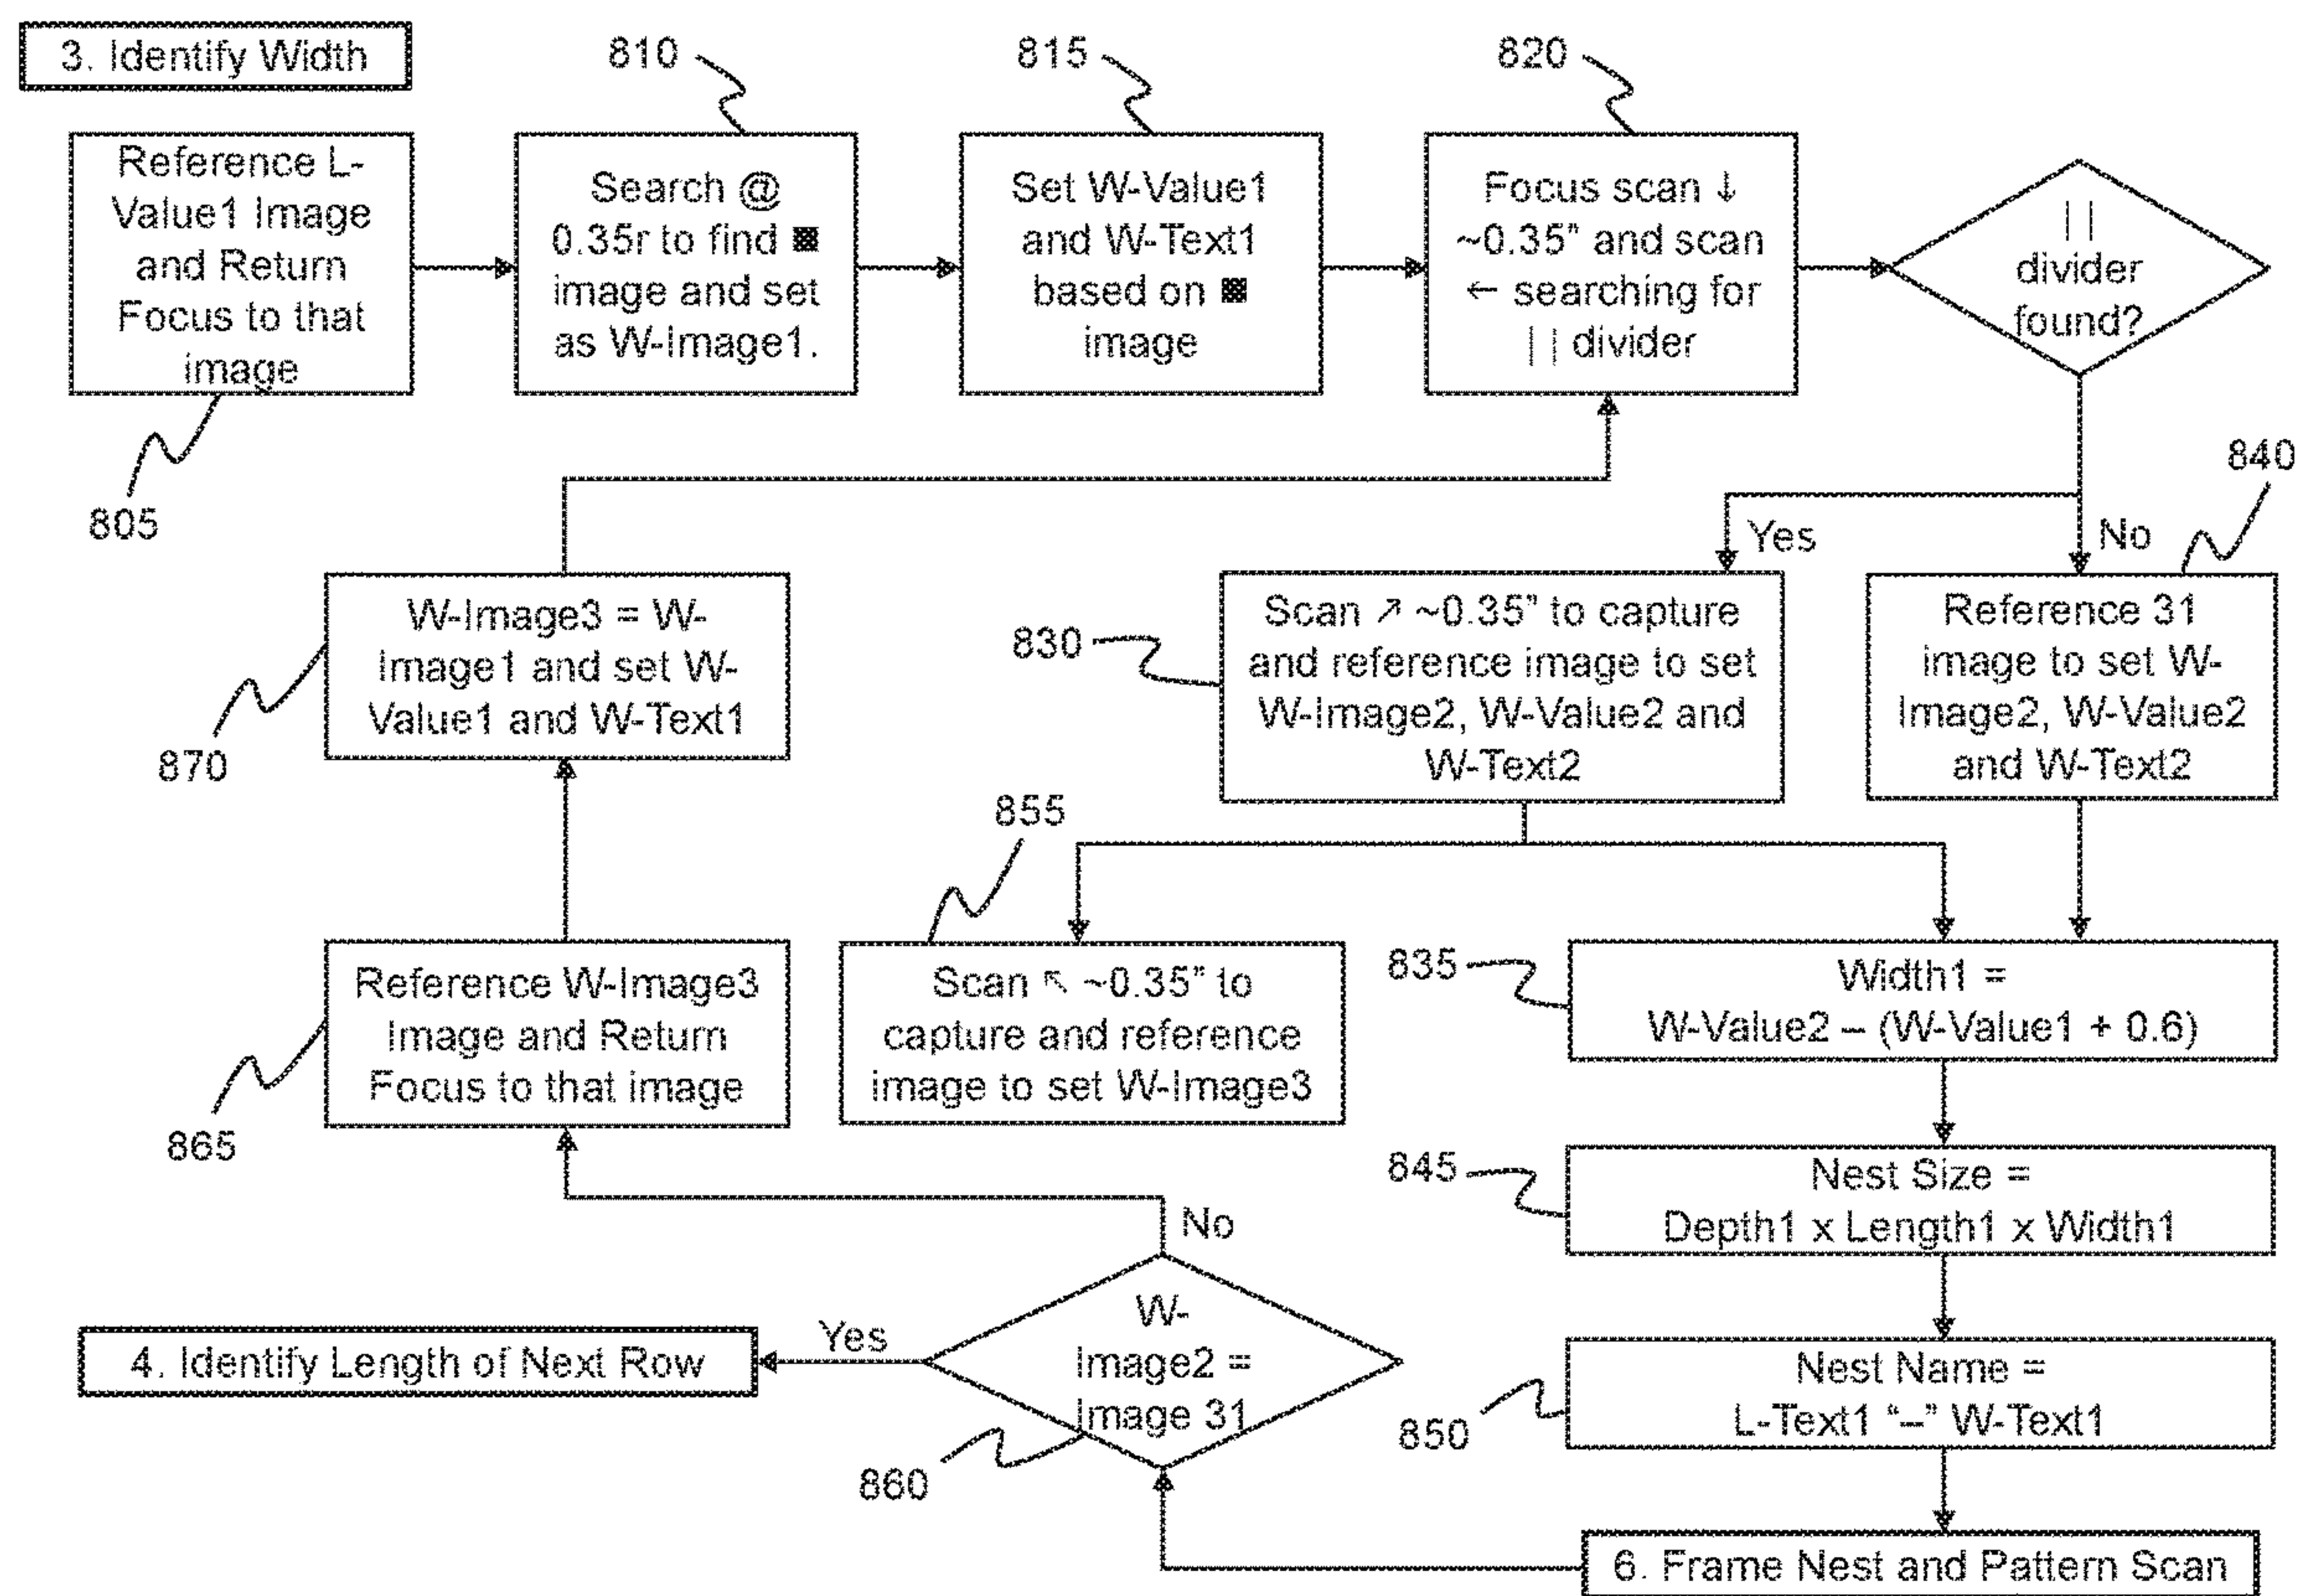 3. Identify Width
810
815
820
Reference L-
Value1 Image
and Return
Focus to that
image
805
Search @
0.35r to find ■
image and set
as W-Image1.
Set W-Value1
and W-Text1
based on ■
image
Focus scan ↓
~0.35” and scan
← searching for
|| divider
||
divider
found?
840
Yes
No
W-Image3 = W-
Image1 and set W-
Value1 and W-Text1
870
830
Scan ↗ ~0.35” to capture
and reference image to set
W-Image2, W-Value2 and
W-Text2
Reference 31
image to set W-
Image2, W-Value2
and W-Text2
855
Reference W-Image3
Image and Return
Focus to that image
865
Scan ↖ ~0.35” to
capture and reference
image to set W-Image3
835
Width1 =
W-Value2 – (W-Value1 + 0.6)
845
Nest Size =
Depth1 x Length1 x Width1
No
4. Identify Length of Next Row
Yes
W-
Image2 =
Image 31
860
850
Nest Name =
L-Text1 “–” W-Text1
6. Frame Nest and Pattern Scan